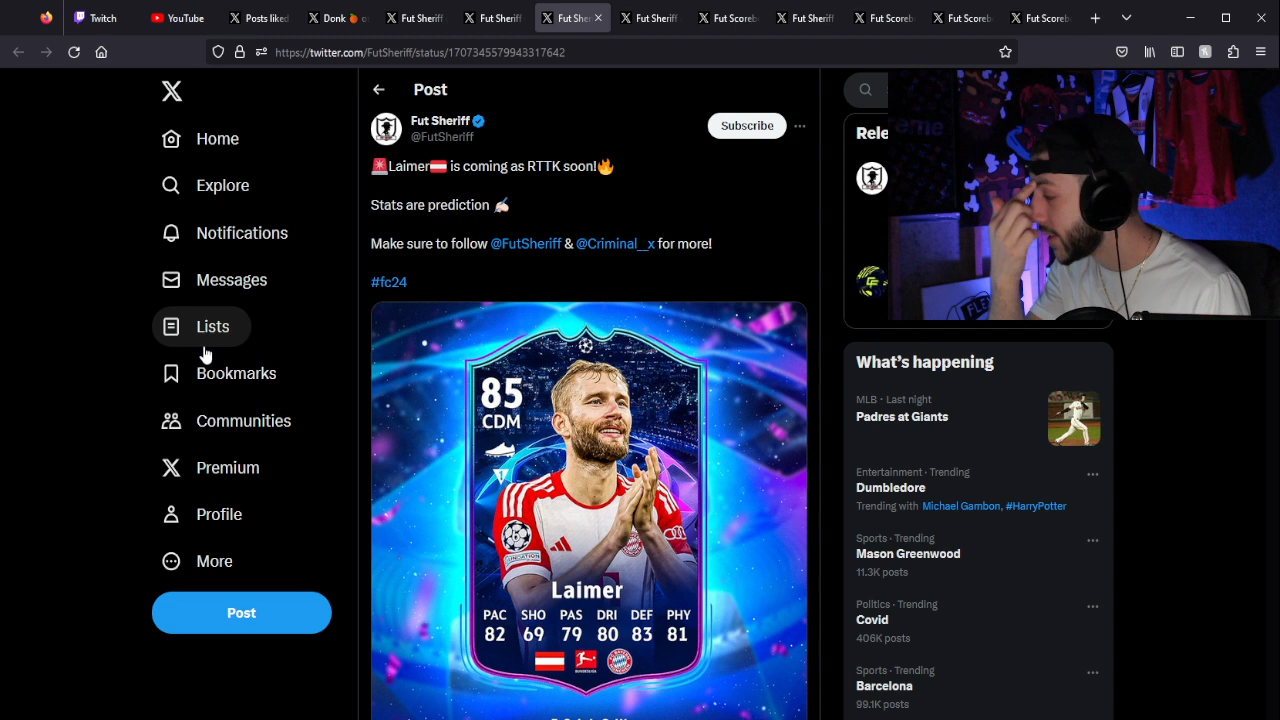 Twitch
YouTube
Posts liked
Donk
Fut Sheriff
Fut Sheriff
Fut Sher
Fut Sheriff
Fut Scoreb
Fut Sheriff
Fut Scoreb
Fut Scoreb
Fut Scoreb
https://twitter.com/FutSheriff/status/1707345579943317642
Home
Explore
Notifications
Messages
Lists
Bookmarks
Communities
Premium
Profile
More
Post
Post
Fut Sheriff
@FutSheriff
Subscribe
🚨Laimer🇦🇹 is coming as RTTK soon!🔥
Stats are prediction ✍🏻
Make sure to follow @FutSheriff & @Criminal__x for more!
#fc24
85
CDM
Laimer
PAC SHO PAS DRI DEF PHY
82 69 79 80 83 81
Rele
What's happening
MLB · Last night
Padres at Giants
Entertainment · Trending
Dumbledore
Trending with Michael Gambon, #HarryPotter
Sports · Trending
Mason Greenwood
11.3K posts
Politics · Trending
Covid
406K posts
Sports · Trending
Barcelona
99.1K posts